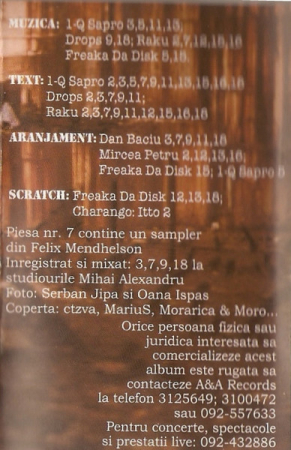 MUZICA: 1-Q Sapro 3,5,11,13;
Drops 9,15; Raku 2,7,12,15,16
Freaka Da Disk 5,15.
TEXT: 1-Q Sapro 2,3,5,7,9,11,13,15,16,18
Drops 2,3,7,9,11;
Raku 2,3,7,9,11,12,15,16,18
ARANJAMENT: Dan Baciu 3,7,9,11,18
Mircea Petru 2,12,13,16;
Freaka Da Disk 15; 1-Q Sapro 5
SCRATCH: Freaka Da Disk 12,13,15;
Charango: Itto 2
Piesa nr. 7 contine un sampler
din Felix Mendhelson
Inregistrat si mixat: 3,7,9,18 la
studiourile Mihai Alexandru
Foto: Serban Jipa si Oana Ispas
Coperta: ctzva, MariuS, Morarica & Moro...
Orice persoana fizica sau
juridica interesata sa
comercializeze acest
album este rugata sa
contacteze A&A Records
la telefon 3125649; 3100472
sau 092-557633
Pentru concerte, spectacole
si prestatii live: 092-432886